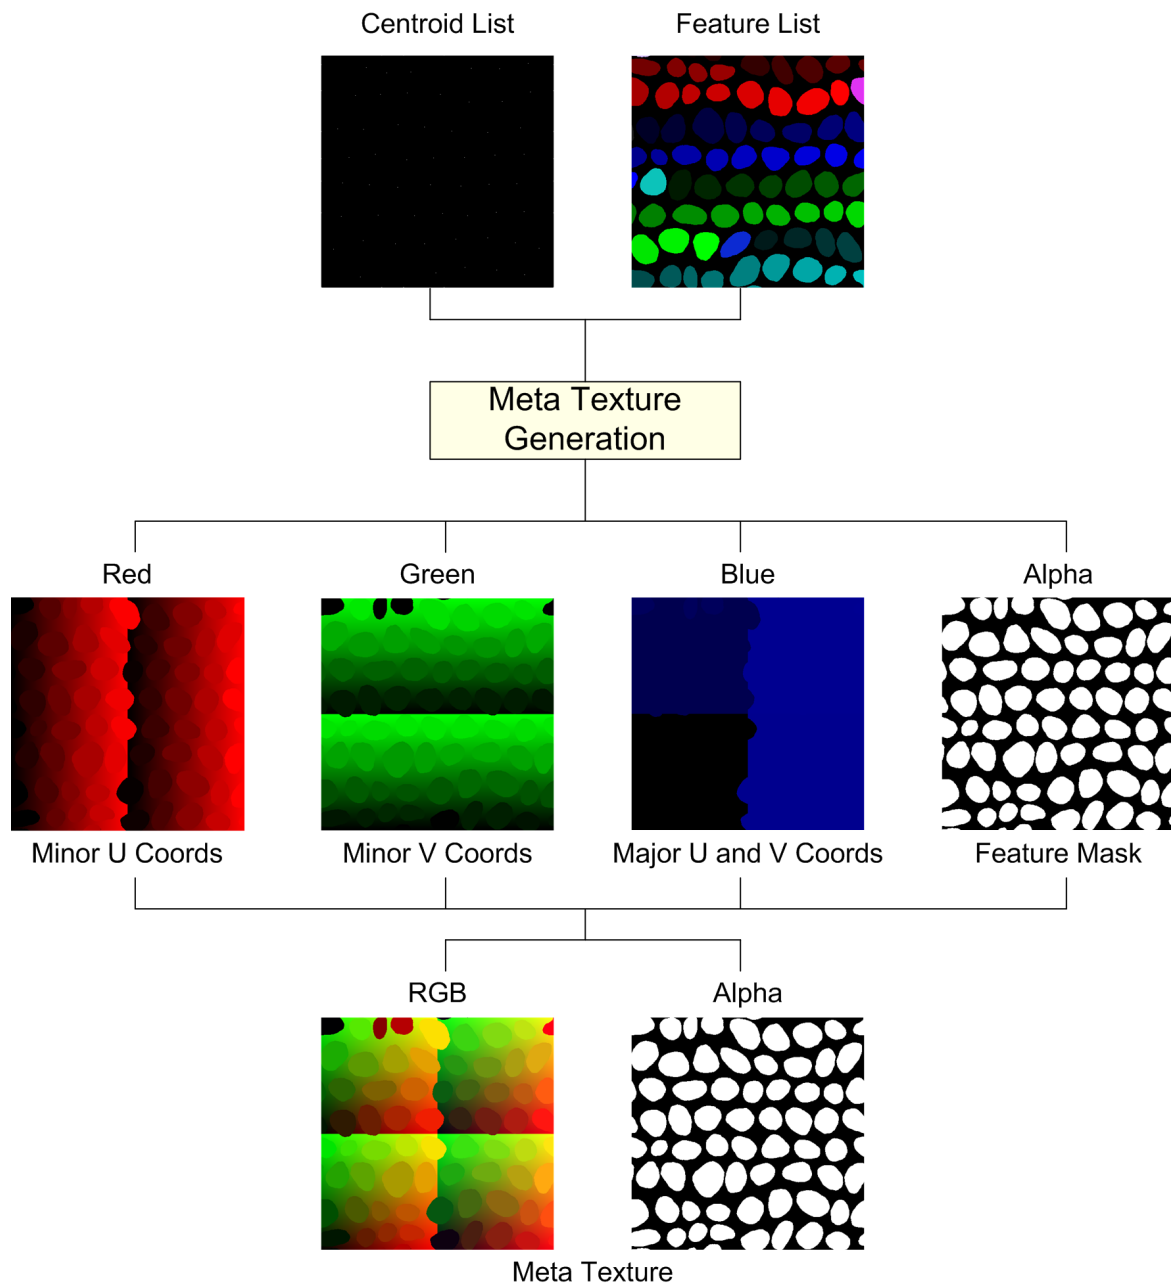 Centroid List
Feature List
Meta Texture
Generation
Red
Green
Blue
Alpha
Minor U Coords
Minor V Coords
Major U and V Coords
Feature Mask
RGB
Alpha
Meta Texture